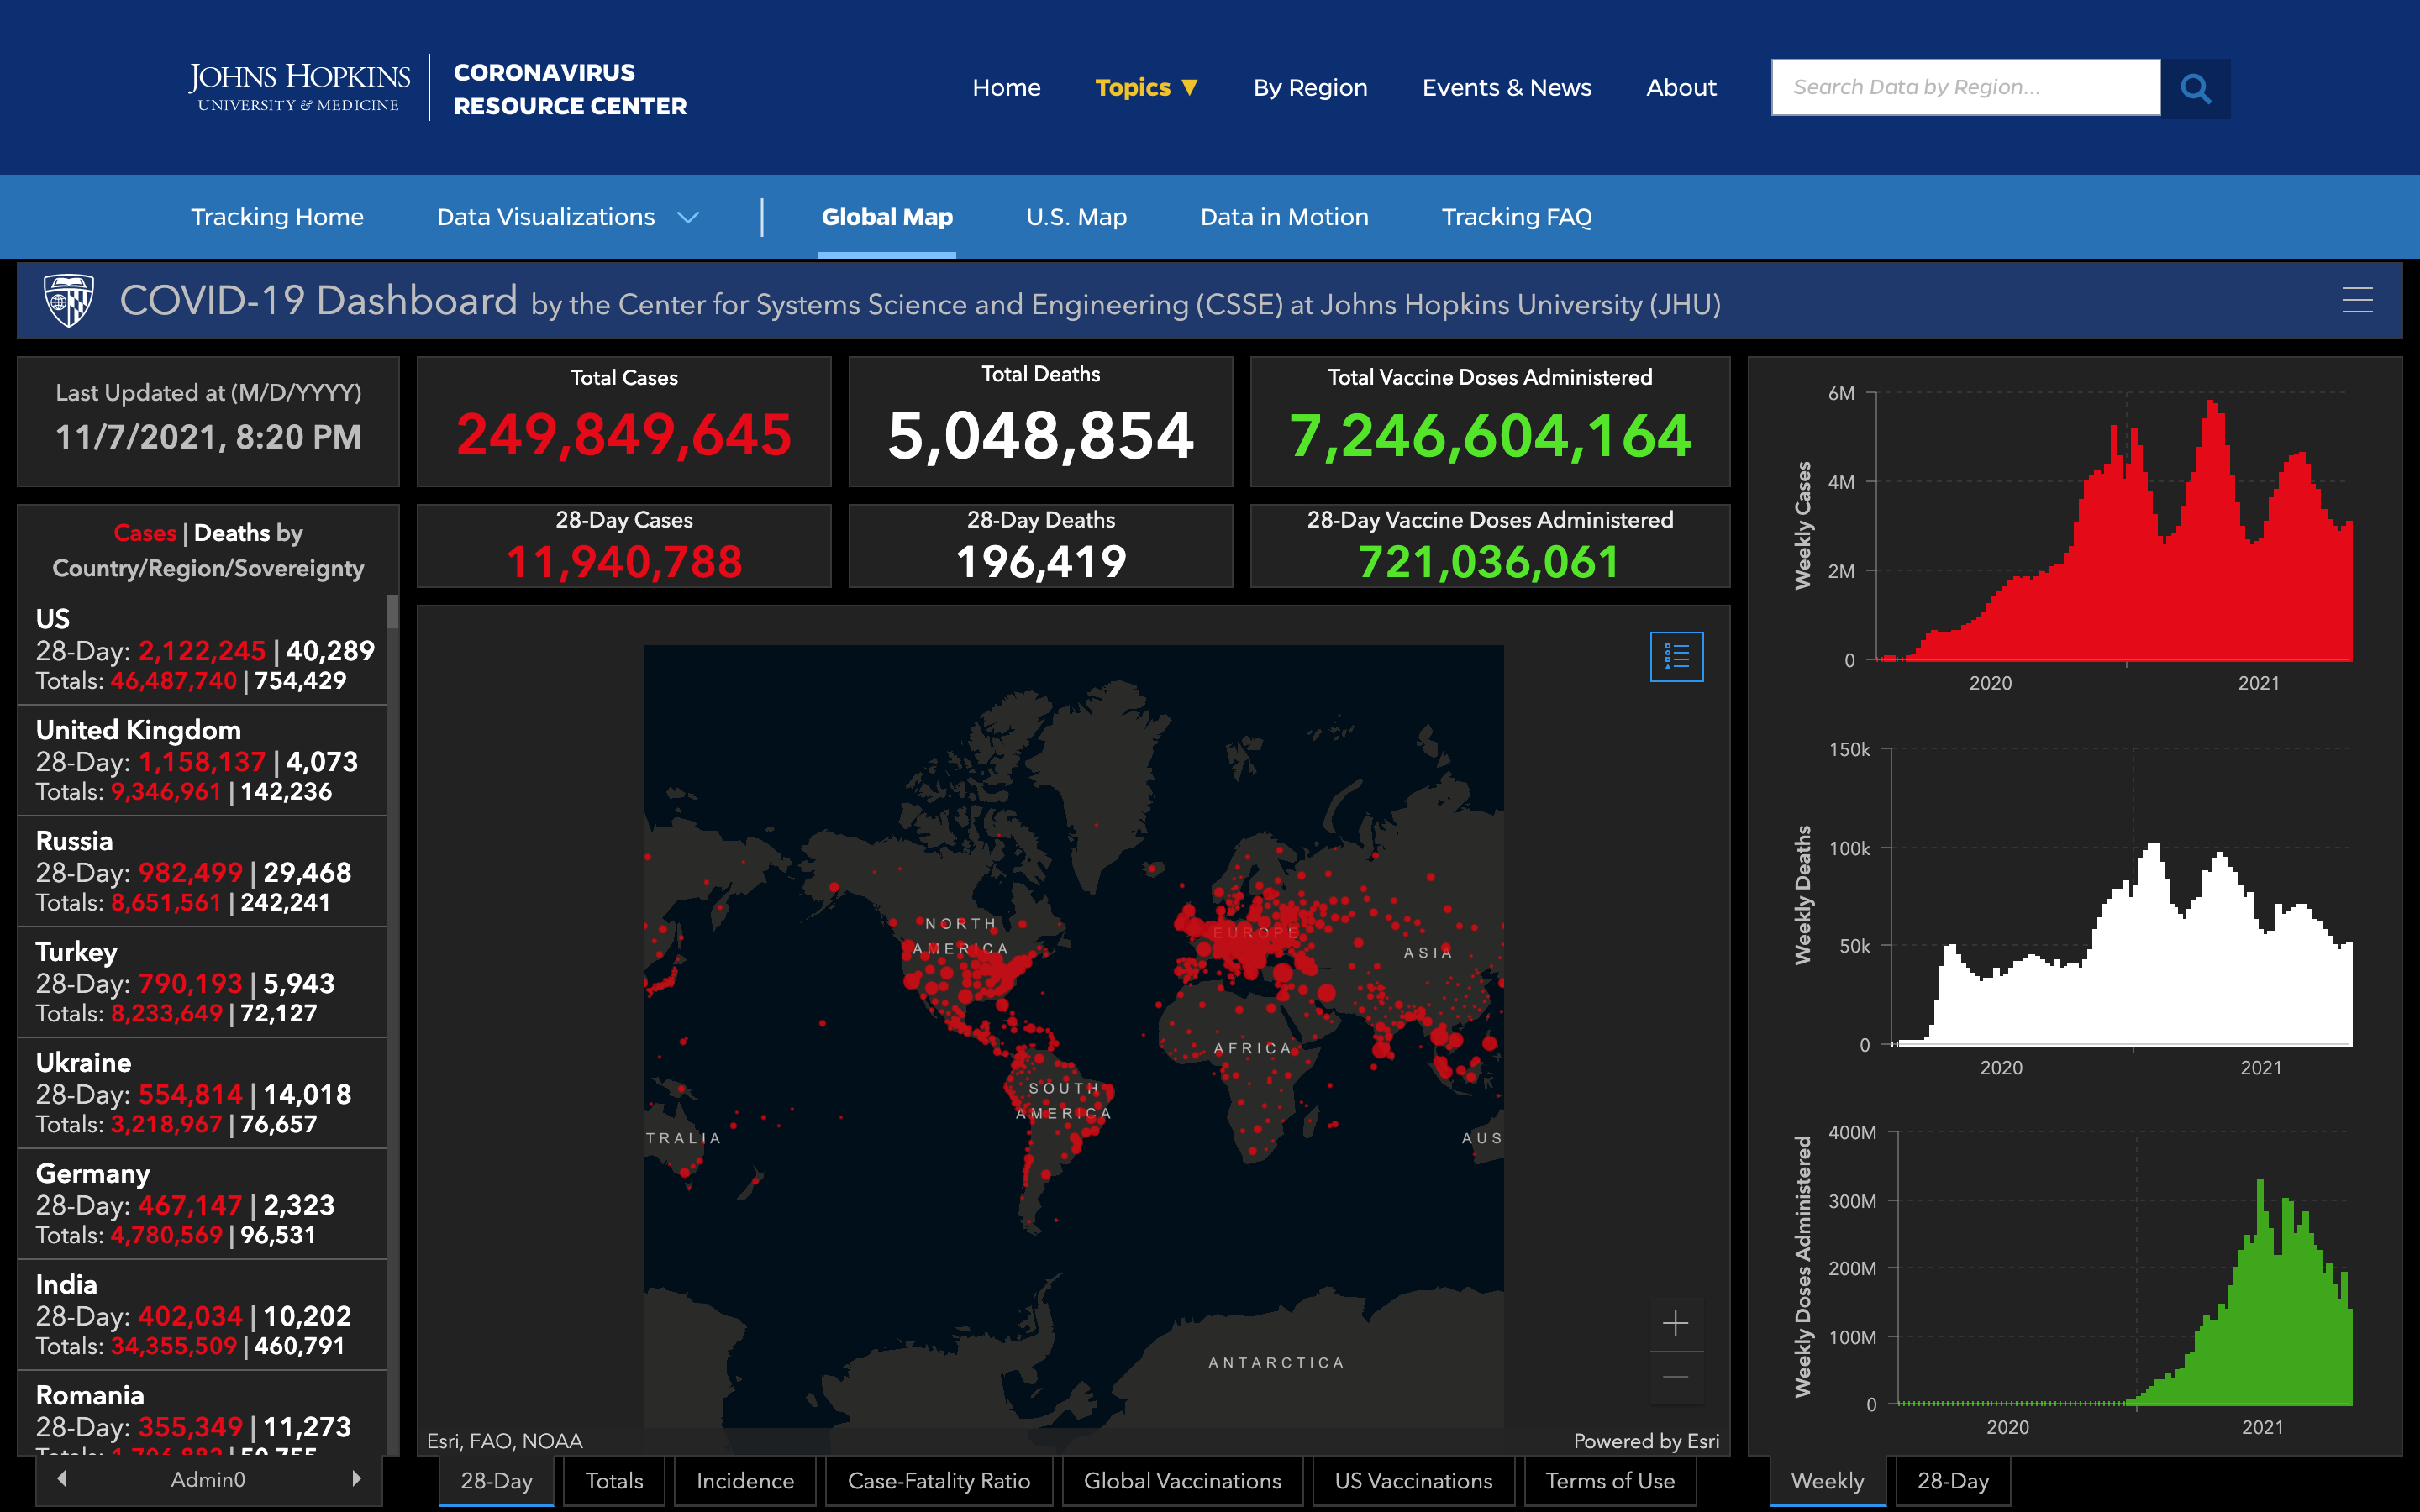 JOHNS HOPKINS
UNIVERSITY & MEDICINE
CORONAVIRUS
RESOURCE CENTER
Home
Topics ▼
By Region
Events & News
About
Search Data by Region...
Tracking Home
Data Visualizations
Global Map
U.S. Map
Data in Motion
Tracking FAQ
COVID-19 Dashboard by the Center for Systems Science and Engineering (CSSE) at Johns Hopkins University (JHU)
Last Updated at (M/D/YYYY)
11/7/2021, 8:20 PM
Total Cases
249,849,645
Total Deaths
5,048,854
Total Vaccine Doses Administered
7,246,604,164
28-Day Cases
11,940,788
28-Day Deaths
196,419
28-Day Vaccine Doses Administered
721,036,061
Cases | Deaths by
Country/Region/Sovereignty
US
28-Day: 2,122,245 | 40,289
Totals: 46,487,740 | 754,429
United Kingdom
28-Day: 1,158,137 | 4,073
Totals: 9,346,961 | 142,236
Russia
28-Day: 982,499 | 29,468
Totals: 8,651,561 | 242,241
Turkey
28-Day: 790,193 | 5,943
Totals: 8,233,649 | 72,127
Ukraine
28-Day: 554,814 | 14,018
Totals: 3,218,967 | 76,657
Germany
28-Day: 467,147 | 2,323
Totals: 4,780,569 | 96,531
India
28-Day: 402,034 | 10,202
Totals: 34,355,509 | 460,791
Romania
28-Day: 355,349 | 11,273
Admin0
NORTH
AMERICA
EUROPE
ASIA
AFRICA
SOUTH
AMERICA
TRALIA
AUS
ANTARCTICA
Esri, FAO, NOAA
Powered by Esri
28-Day
Totals
Incidence
Case-Fatality Ratio
Global Vaccinations
US Vaccinations
Terms of Use
Weekly Cases
6M
4M
2M
0
2020
2021
Weekly Deaths
150k
100k
50k
0
2020
2021
Weekly Doses Administered
400M
300M
200M
100M
0
2020
2021
Weekly
28-Day